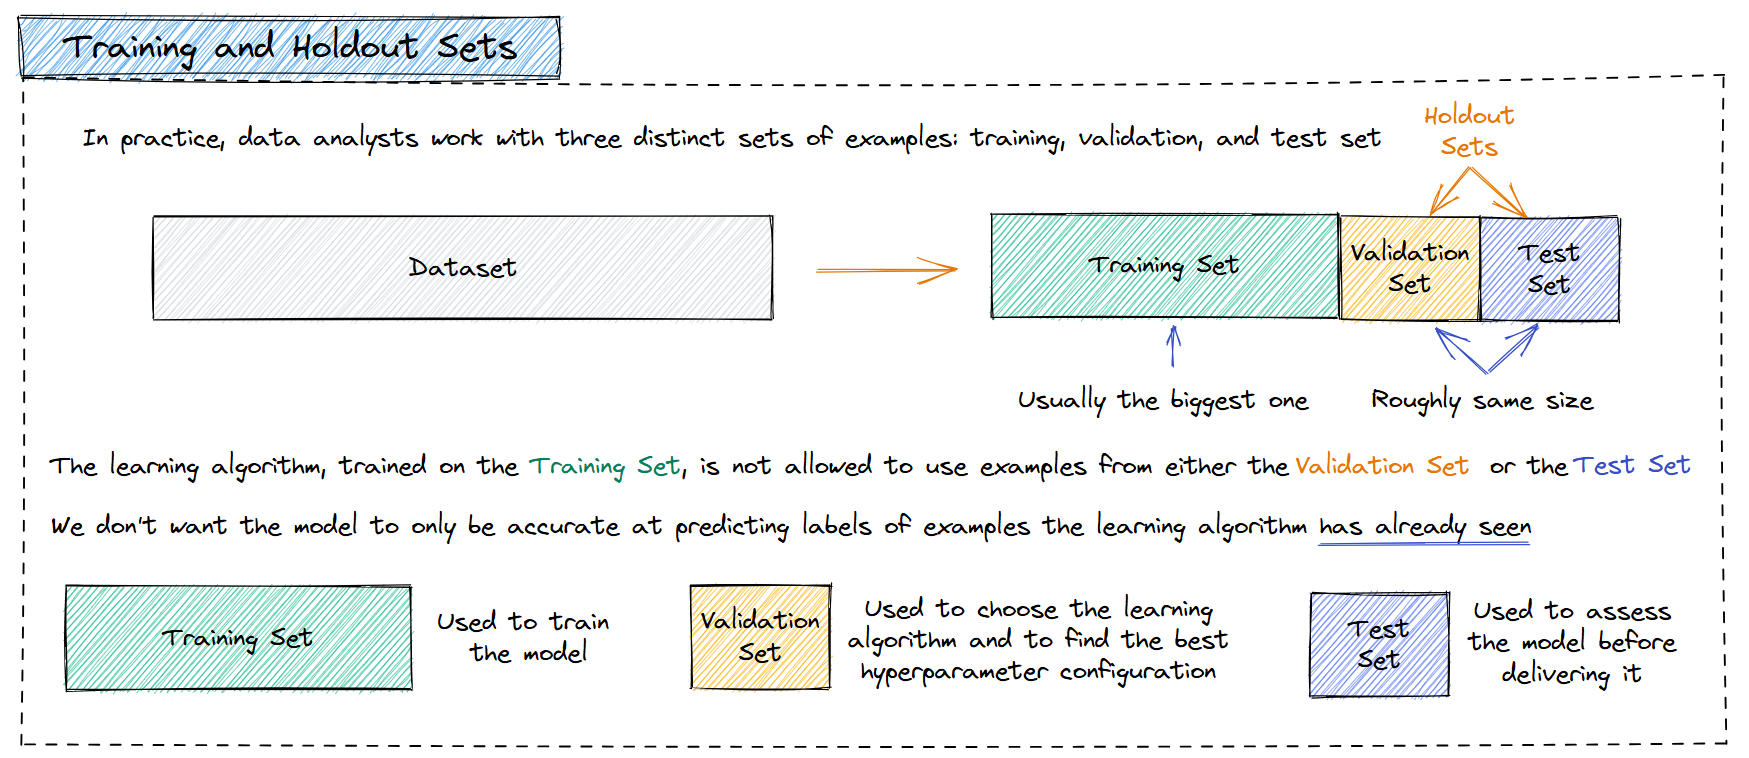 Training and Holdout Sets
In practice, data analysts work with three distinct sets of examples: training, validation, and test set
Holdout
Sets
Dataset
Training Set
Validation
Set
Test
Set
Usually the biggest one
Roughly same size
The learning algorithm, trained on the Training Set, is not allowed to use examples from either the Validation Set or the Test Set
We don't want the model to only be accurate at predicting labels of examples the learning algorithm has already seen
Training Set
Used to train
the model
Validation
Set
Used to choose the learning
algorithm and to find the best
hyperparameter configuration
Test
Set
Used to assess
the model before
delivering it